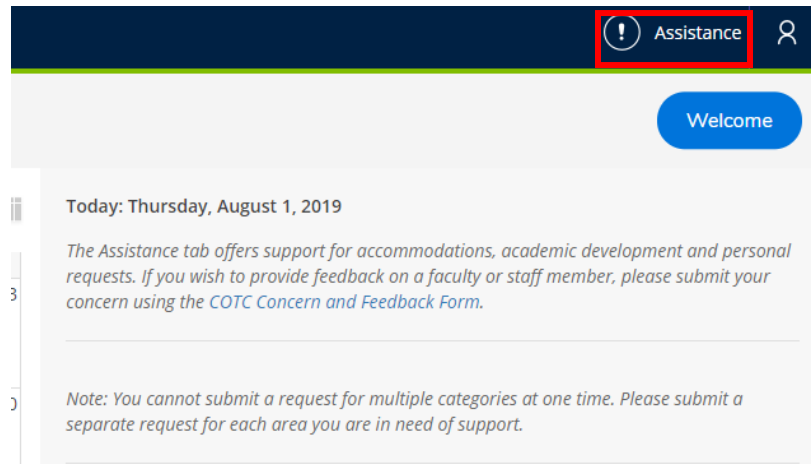 Assistance
Welcome
Today: Thursday, August 1, 2019
The Assistance tab offers support for accommodations, academic development and personal
requests. If you wish to provide feedback on a faculty or staff member, please submit your
concern using the COTC Concern and Feedback Form.
Note: You cannot submit a request for multiple categories at one time. Please submit a
separate request for each area you are in need of support.